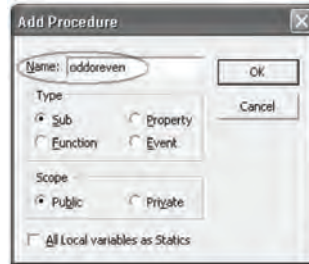 Add Procedure
Name: oddoreven
OK
Cancel
Type
Sub
Property
Function
Event
Scope
Public
Private
All Local variables as Statics